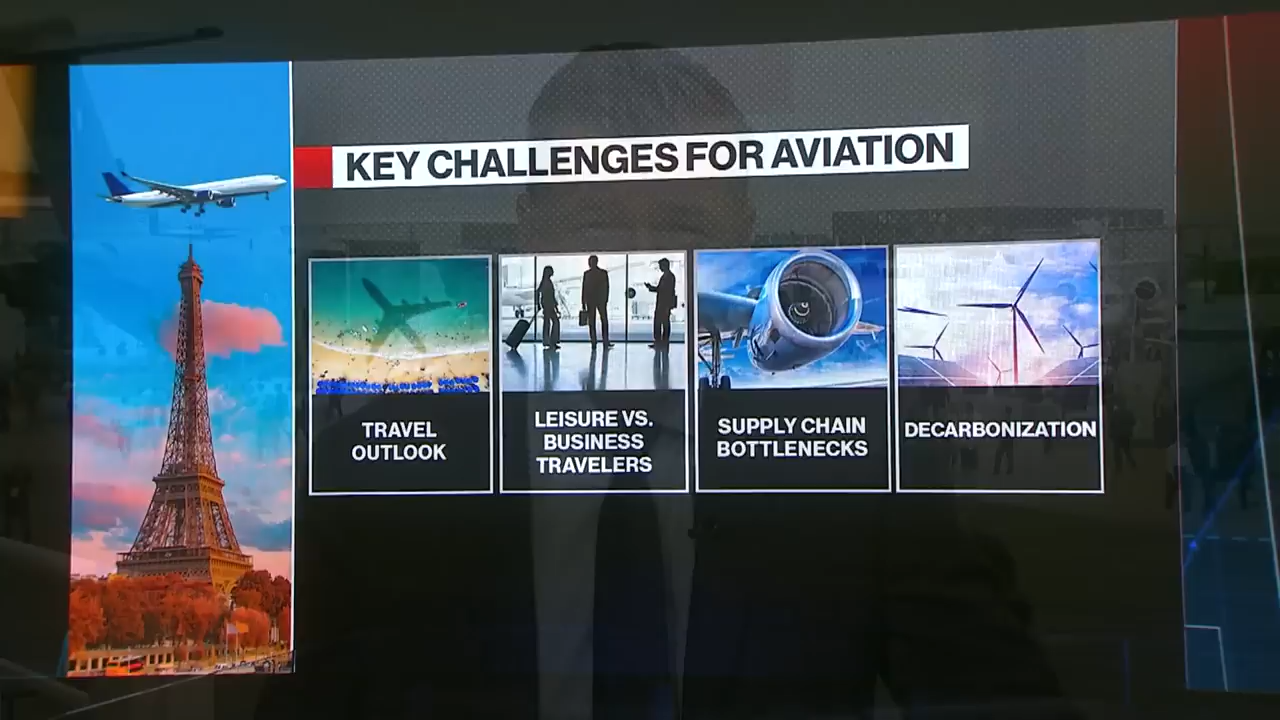 KEY CHALLENGES FOR AVIATION
TRAVEL
OUTLOOK
LEISURE VS.
BUSINESS
TRAVELERS
SUPPLY CHAIN
BOTTLENECKS
DECARBONIZATION